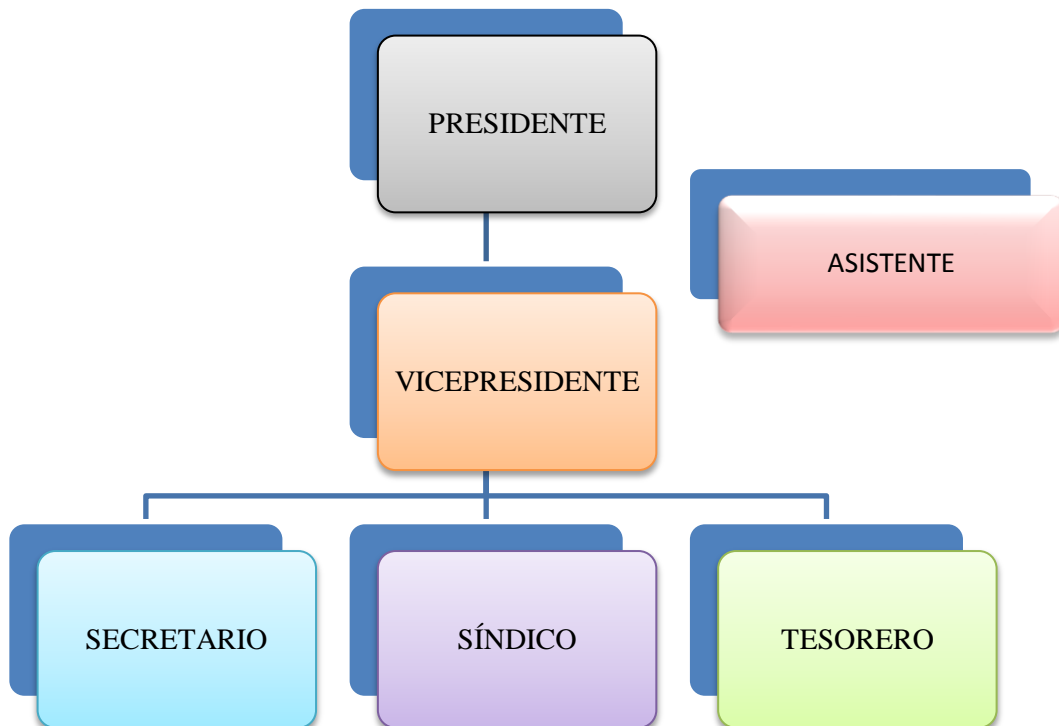 PRESIDENTE
ASISTENTE
VICEPRESIDENTE
SECRETARIO
SÍNDICO
TESORERO